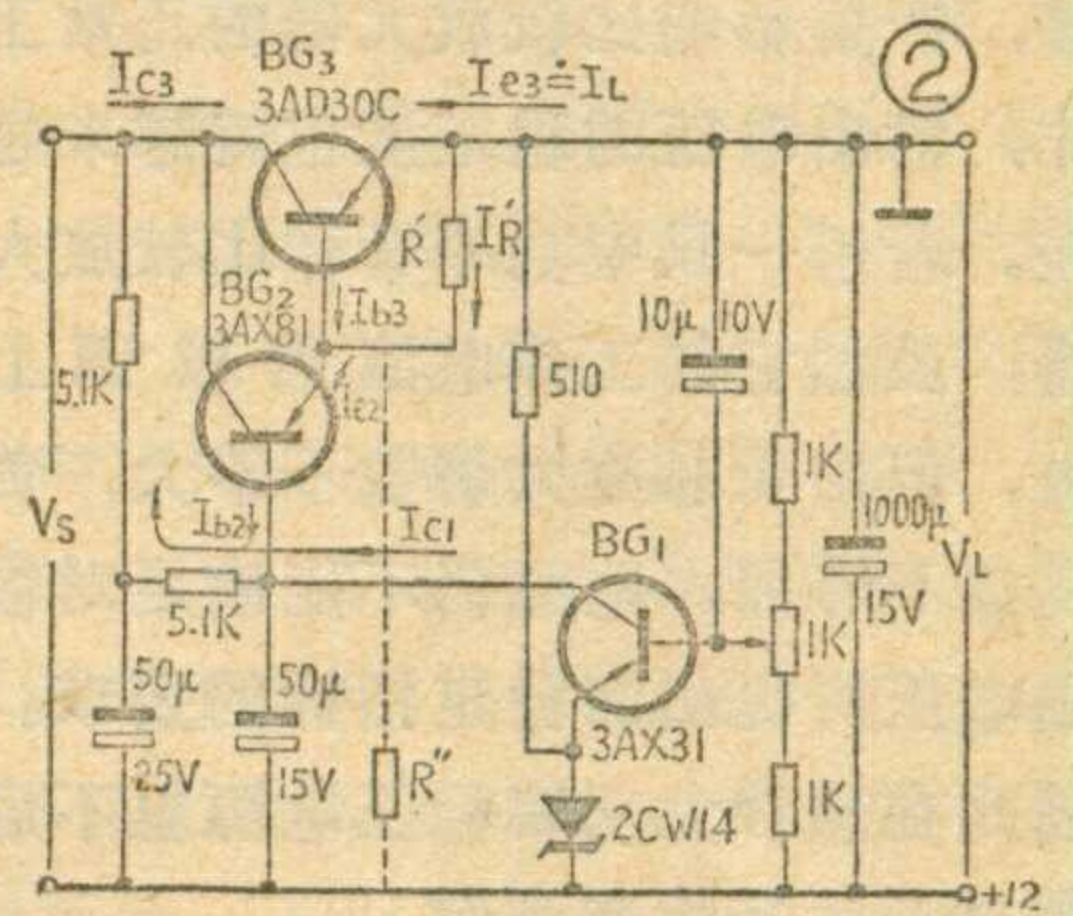 ②
BG₃
3AD30C
Ic3
Ie3≐IL
R′
I′R
BG₂
3AX81
Ib3
Ie2
10μ 10V
5.1K
510
1K
Vs
Ib2
Ic1
BG₁
1000μ
VL
15V
5.1K
1K
50μ
25V
50μ
15V
R″
3AX31
2CW14
1K
+12